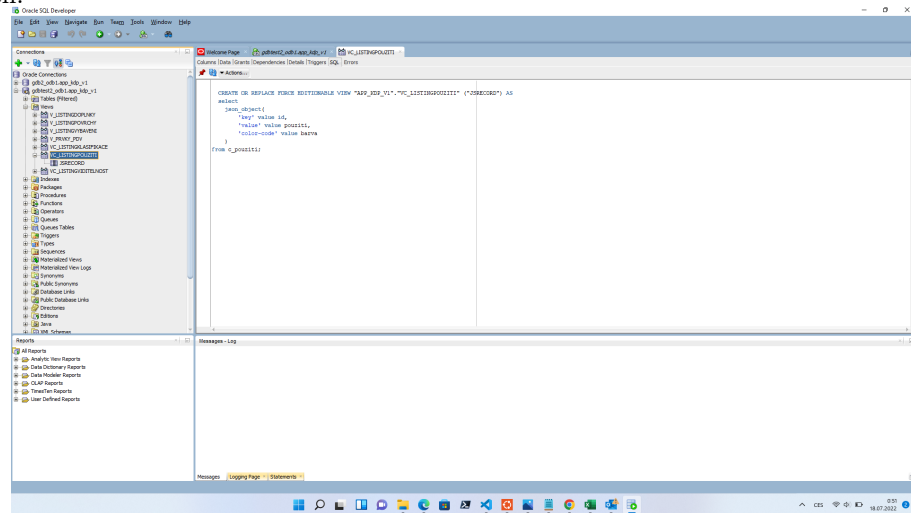 Oracle SQL Developer
File Edit View Navigate Run Team Tools Window Help
Connections
Oracle Connections
gdb2_odb1.app_kdp_v1
gdbtest2_odb1.app_kdp_v1
Tables (Filtered)
Views
V_LISTINGDOPLNKY
V_LISTINGPOVRCHY
V_LISTINGVYBAVENI
V_PRVKY_PDV
VC_LISTINGKLASIFIKACE
VC_LISTINGPOUZITI
JSRECORD
VC_LISTINGVIDITELNOST
Indexes
Packages
Procedures
Functions
Operators
Queues
Queues Tables
Triggers
Types
Sequences
Materialized Views
Materialized View Logs
Synonyms
Public Synonyms
Database Links
Public Database Links
Directories
Editions
Java
XML Schemas
Welcome Page gdbtest2_odb1.app_kdp_v1 VC_LISTINGPOUZITI
Columns Data Grants Dependencies Details Triggers SQL Errors
Actions...
CREATE OR REPLACE FORCE EDITIONABLE VIEW "APP_KDP_V1"."VC_LISTINGPOUZITI" ("JSRECORD") AS
select
json_object(
'key' value id,
'value' value pouziti,
'color-code' value barva
)
from c_pouziti;
Reports
All Reports
Analytic View Reports
Data Dictionary Reports
Data Modeler Reports
OLAP Reports
TimesTen Reports
User Defined Reports
Messages - Log
Messages Logging Page Statements
CES 0:51
18.07.2022